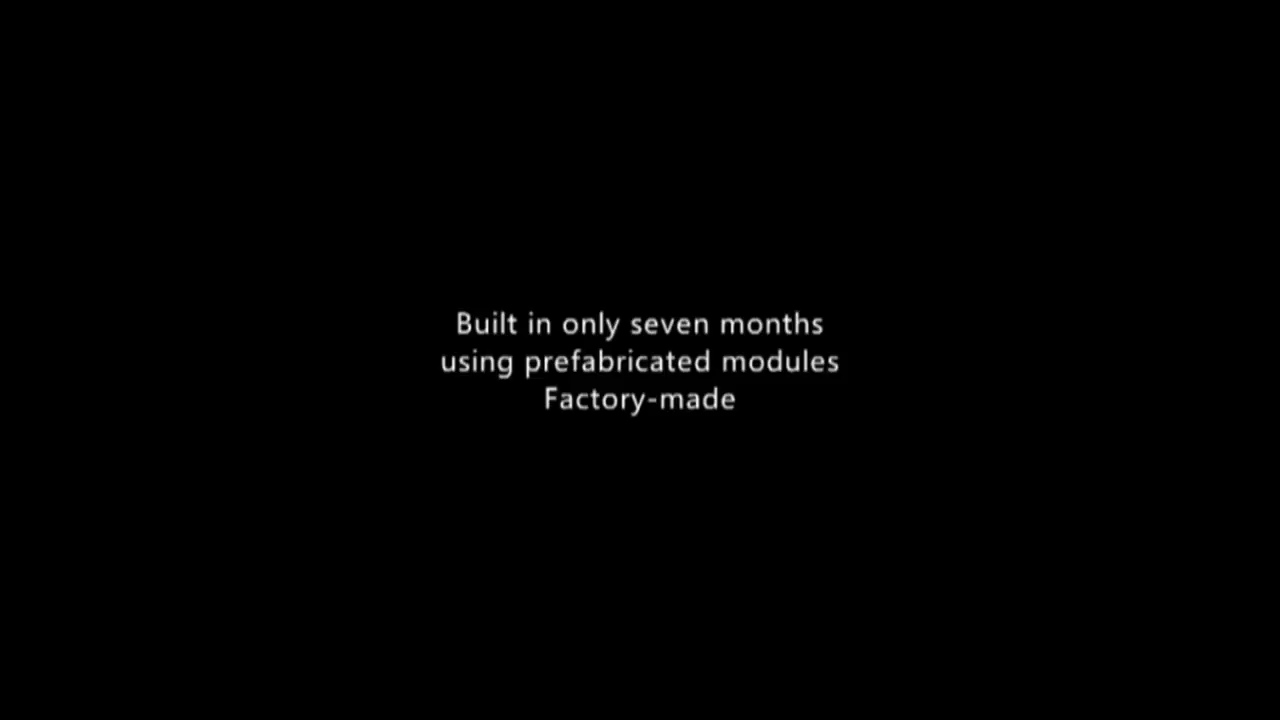 Built in only seven months
using prefabricated modules
Factory-made